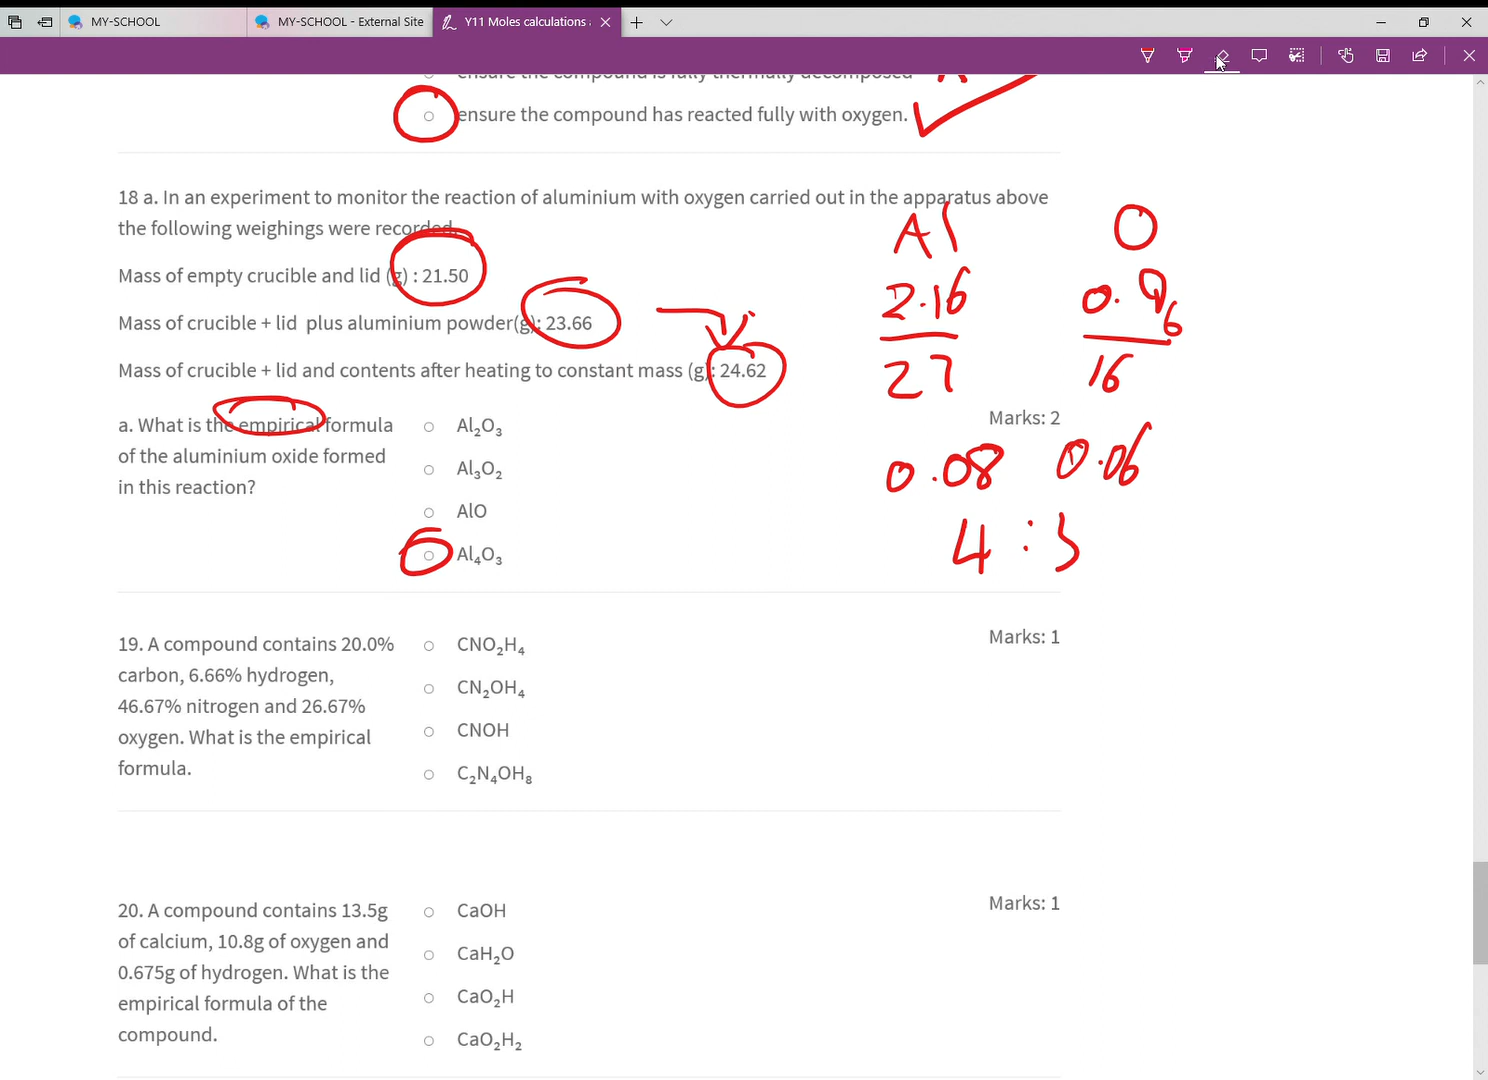 MY-SCHOOL
MY-SCHOOL - External Site
Y11 Moles calculations
ensure the compound is fully thermally decomposed
ensure the compound has reacted fully with oxygen.
18 a. In an experiment to monitor the reaction of aluminium with oxygen carried out in the apparatus above
the following weighings were recorded.
Mass of empty crucible and lid (g) : 21.50
Mass of crucible + lid plus aluminium powder(g): 23.66
Mass of crucible + lid and contents after heating to constant mass (g): 24.62
Al O
2.16 0.96
27 16
a. What is the empirical formula
of the aluminium oxide formed
in this reaction?
Al₂O₃
Al₃O₂
AlO
Al₄O₃
Marks: 2
0.08 0.06
4 : 3
19. A compound contains 20.0%
carbon, 6.66% hydrogen,
46.67% nitrogen and 26.67%
oxygen. What is the empirical
formula.
CNO₂H₄
CN₂OH₄
CNOH
C₂N₄OH₈
Marks: 1
20. A compound contains 13.5g
of calcium, 10.8g of oxygen and
0.675g of hydrogen. What is the
empirical formula of the
compound.
CaOH
CaH₂O
CaO₂H
CaO₂H₂
Marks: 1